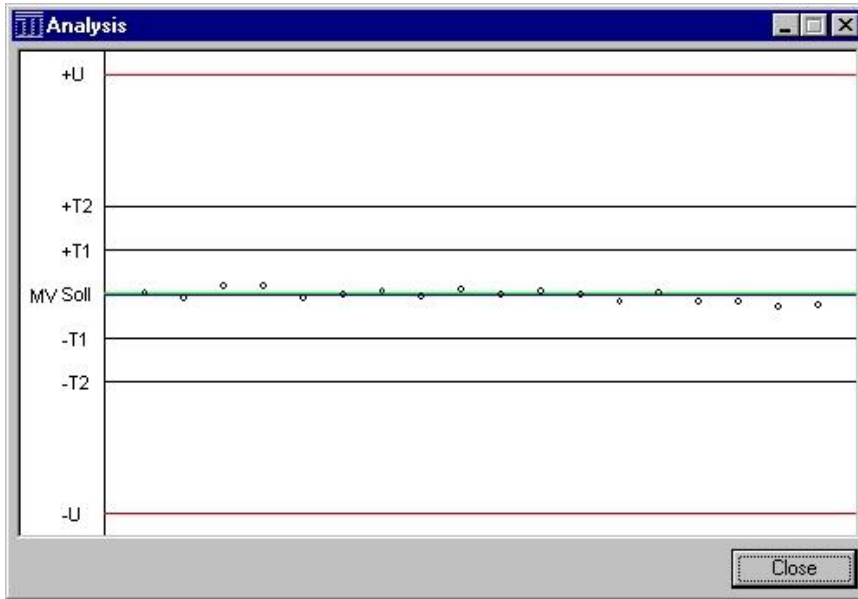 Analysis
+U
+T2
+T1
MV Soll
-T1
-T2
-U
Close